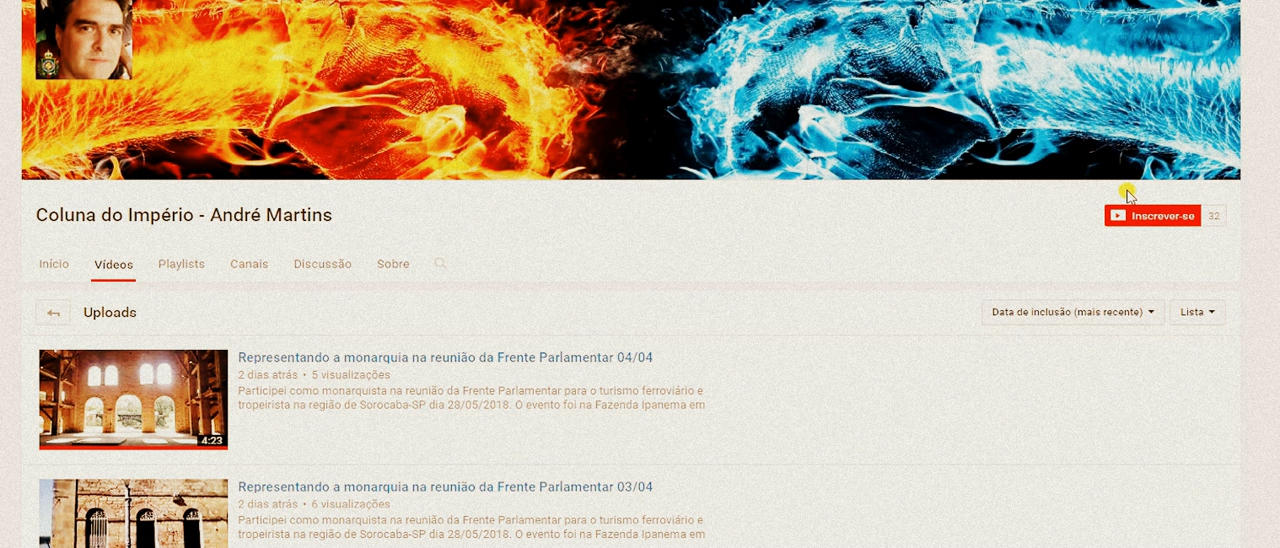 Coluna do Império - André Martins
Inscrever-se 32
Início Vídeos Playlists Canais Discussão Sobre
Uploads
Data de inclusão (mais recente) Lista
Representando a monarquia na reunião da Frente Parlamentar 04/04
2 dias atrás • 5 visualizações
Participei como monarquista na reunião da Frente Parlamentar para o turismo ferroviário e
tropeirista na região de Sorocaba-SP dia 28/05/2018. O evento foi na Fazenda Ipanema em
4:23
Representando a monarquia na reunião da Frente Parlamentar 03/04
2 dias atrás • 6 visualizações
Participei como monarquista na reunião da Frente Parlamentar para o turismo ferroviário e
tropeirista na região de Sorocaba-SP dia 28/05/2018. O evento foi na Fazenda Ipanema em